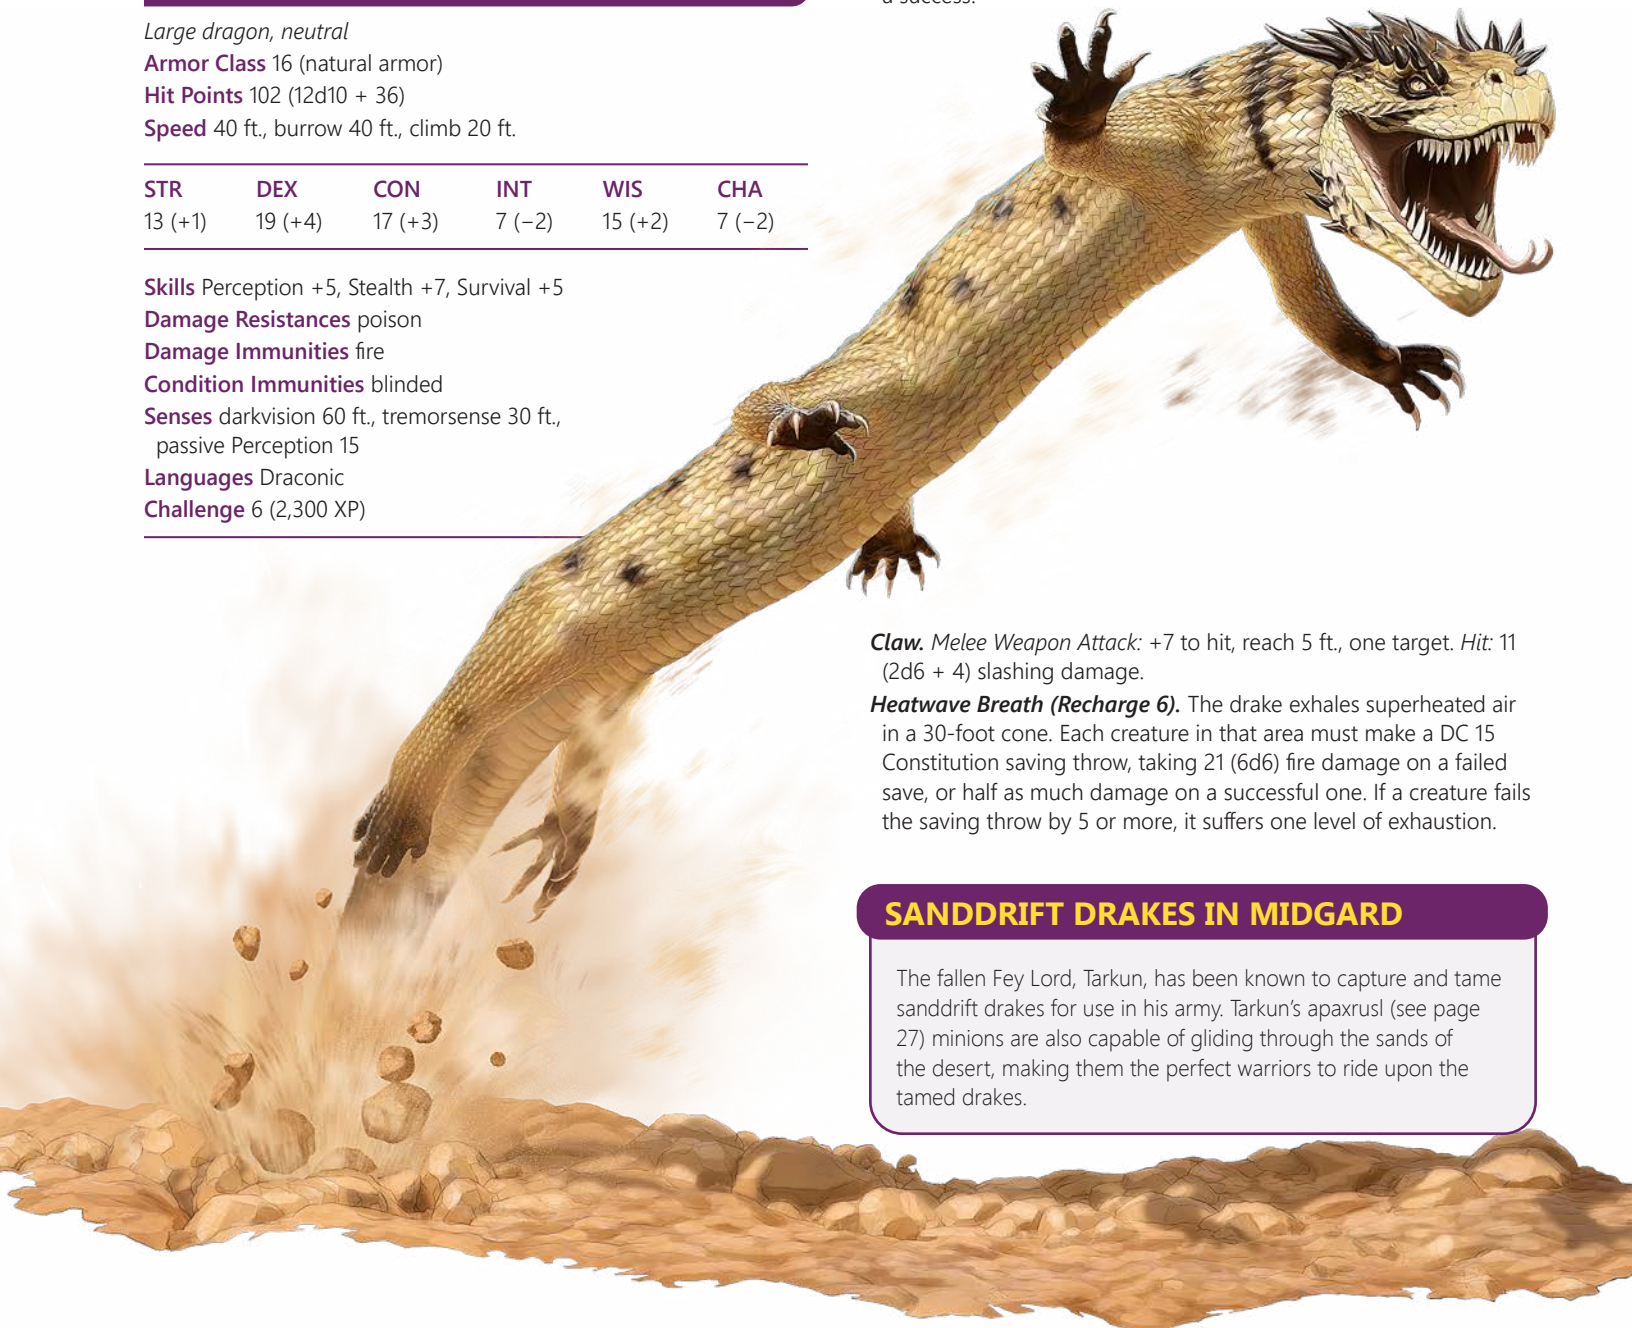 Large dragon, neutral
Armor Class 16 (natural armor)
Hit Points 102 (12d10 + 36)
Speed 40 ft., burrow 40 ft., climb 20 ft.
STR DEX CON INT WIS CHA
13 (+1) 19 (+4) 17 (+3) 7 (−2) 15 (+2) 7 (−2)
Skills Perception +5, Stealth +7, Survival +5
Damage Resistances poison
Damage Immunities fire
Condition Immunities blinded
Senses darkvision 60 ft., tremorsense 30 ft.,
passive Perception 15
Languages Draconic
Challenge 6 (2,300 XP)
a success.
Claw. Melee Weapon Attack: +7 to hit, reach 5 ft., one target. Hit: 11
(2d6 + 4) slashing damage.
Heatwave Breath (Recharge 6). The drake exhales superheated air
in a 30-foot cone. Each creature in that area must make a DC 15
Constitution saving throw, taking 21 (6d6) fire damage on a failed
save, or half as much damage on a successful one. If a creature fails
the saving throw by 5 or more, it suffers one level of exhaustion.
SANDDRIFT DRAKES IN MIDGARD
The fallen Fey Lord, Tarkun, has been known to capture and tame
sanddrift drakes for use in his army. Tarkun’s apaxrusl (see page
27) minions are also capable of gliding through the sands of
the desert, making them the perfect warriors to ride upon the
tamed drakes.